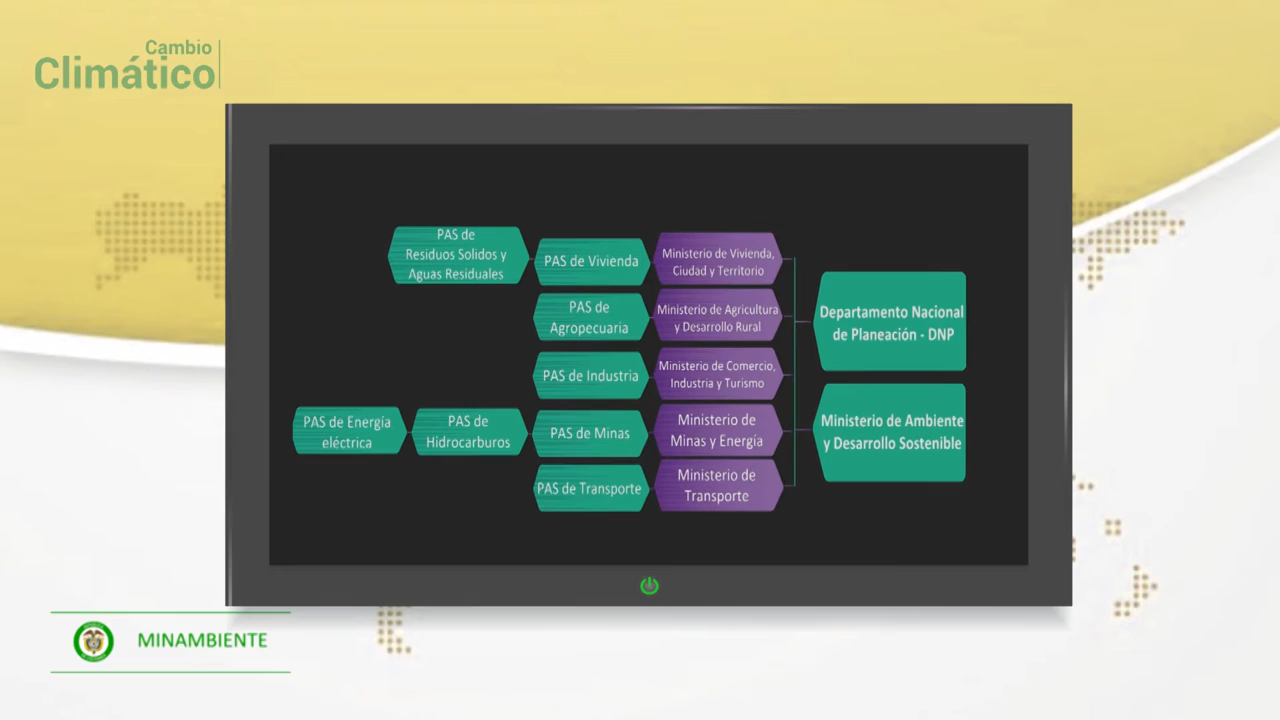 Cambio
Climático
PAS de
Residuos Solidos y
Aguas Residuales
PAS de Vivienda
Ministerio de Vivienda,
Ciudad y Territorio
PAS de
Agropecuaria
Ministerio de Agricultura
y Desarrollo Rural
Departamento Nacional
de Planeación - DNP
PAS de Industria
Ministerio de Comercio,
Industria y Turismo
PAS de Energía
eléctrica
PAS de
Hidrocarburos
PAS de Minas
Ministerio de
Minas y Energía
Ministerio de Ambiente
y Desarrollo Sostenible
PAS de Transporte
Ministerio de
Transporte
MINAMBIENTE